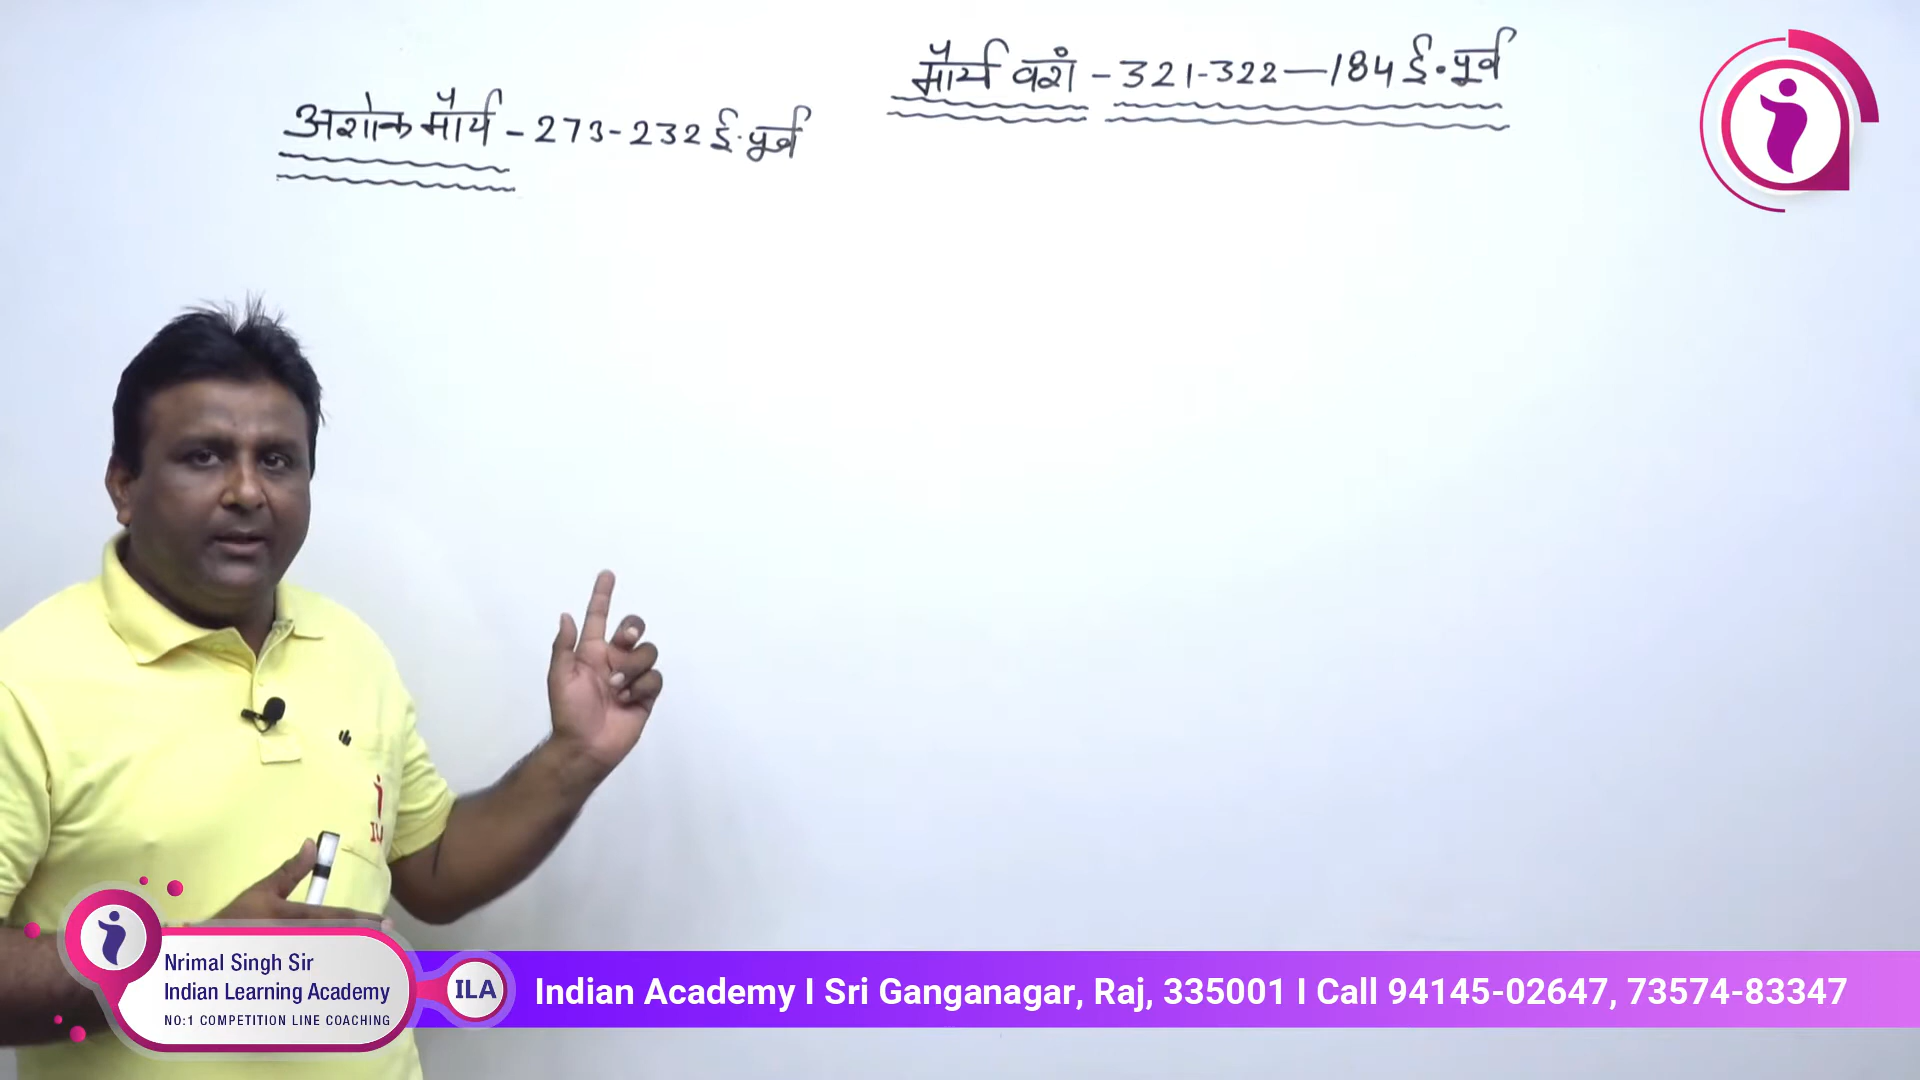 मौर्य वंश - 321-322 — 184 ई. पूर्व
अशोक मौर्य - 273-232 ई. पूर्व
Nrimal Singh Sir
Indian Learning Academy
NO:1 COMPETITION LINE COACHING
ILA
Indian Academy I Sri Ganganagar, Raj, 335001 I Call 94145-02647, 73574-83347